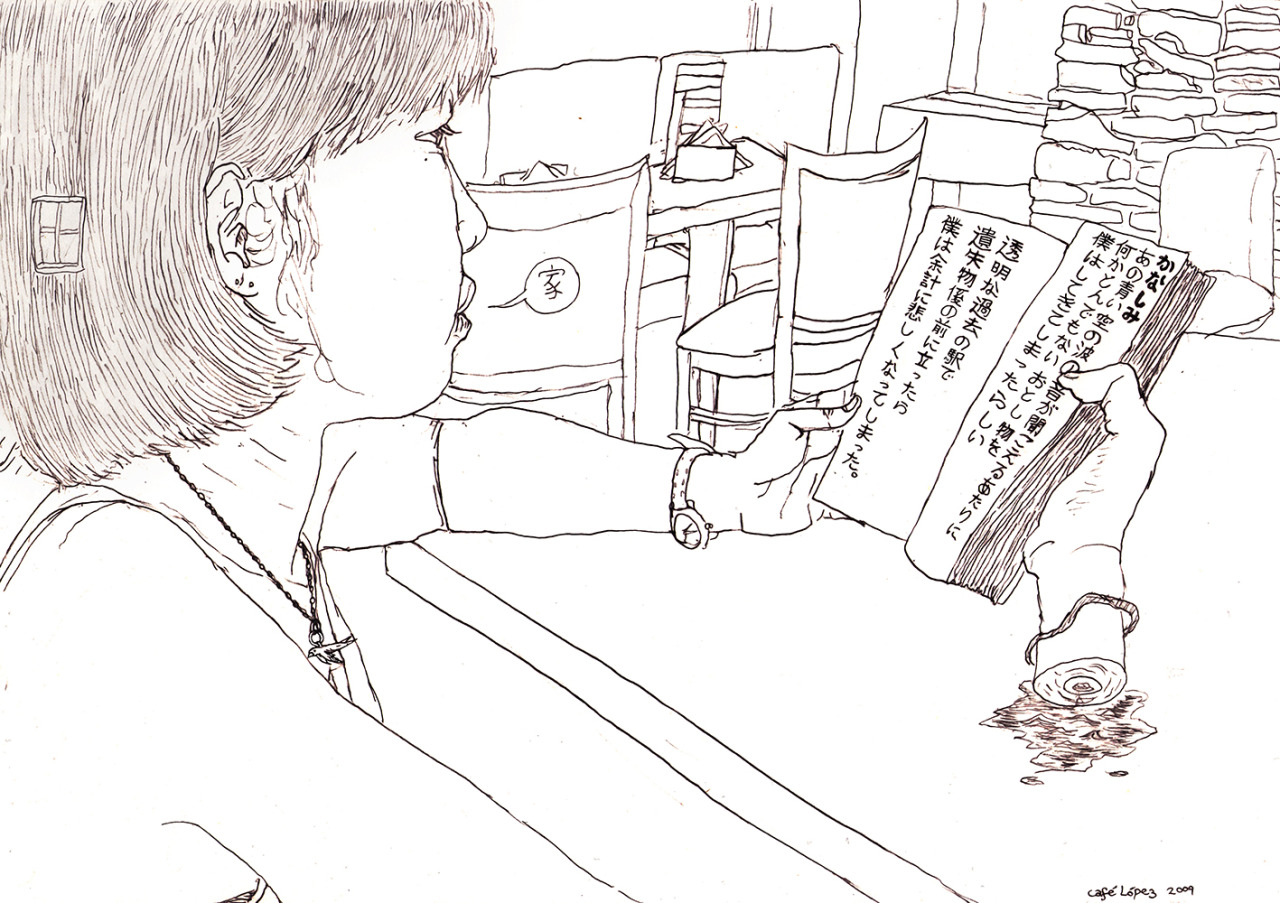 家
かなしみ
あの青い空の波の音が聞こえるあたりに
何かとんでもないおとし物を
僕はしてきてしまったらしい
透明な過去の駅で
遺失物係の前に立ったら
僕は余計に悲しくなってしまった。
café López 2009